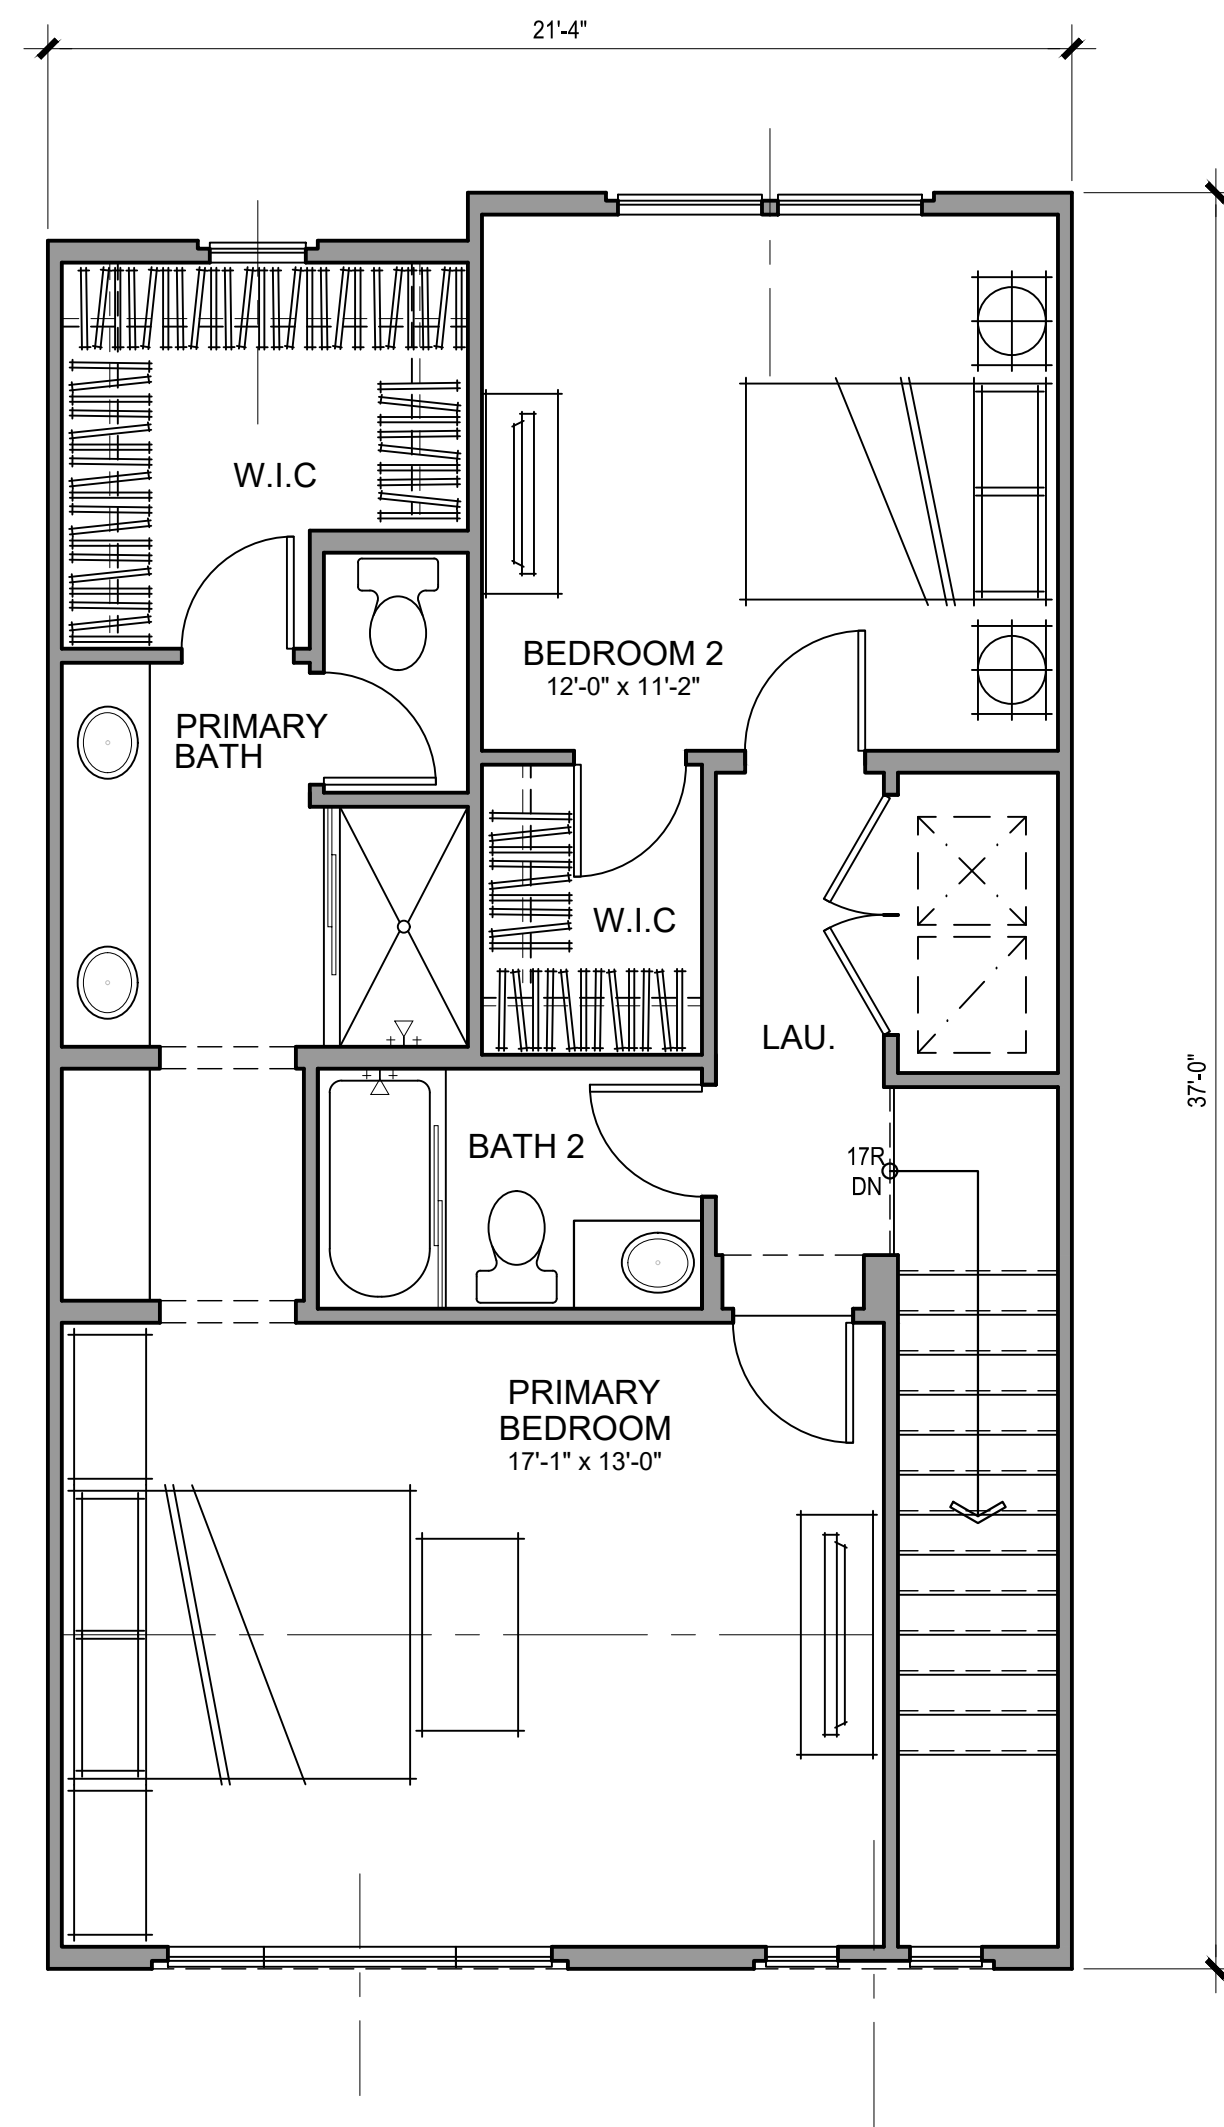 21'-4"
W.I.C
BEDROOM 2
12'-0" x 11'-2"
PRIMARY
BATH
W.I.C
LAU.
37'-0"
BATH 2
17R
DN
PRIMARY
BEDROOM
17'-1" x 13'-0"